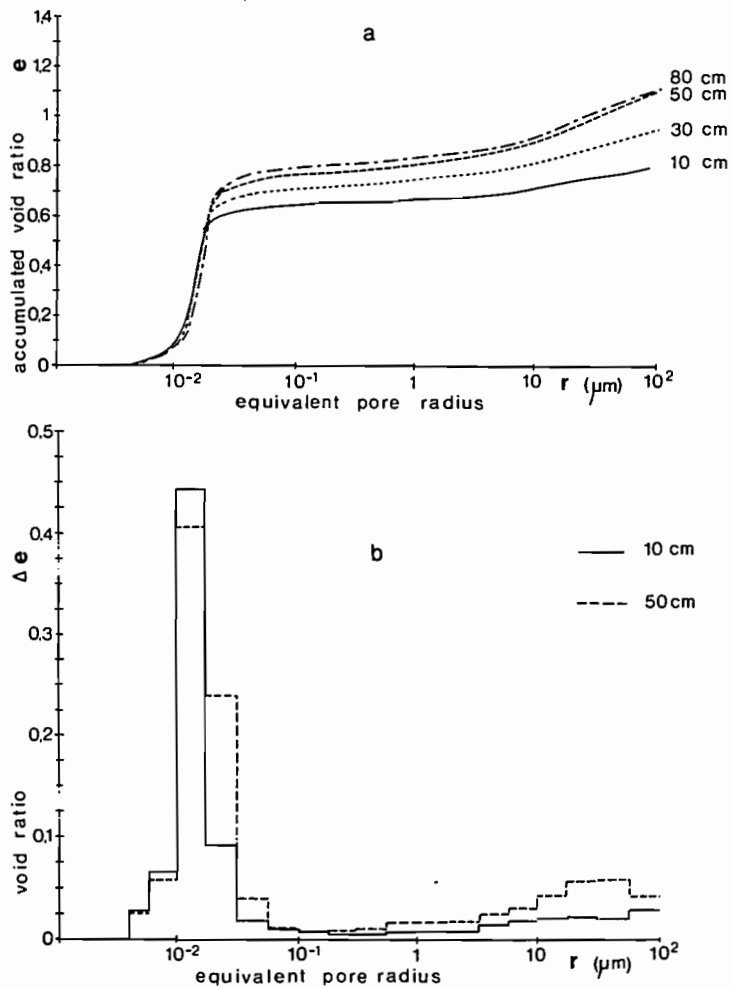 a
1,4
1,2
1
0.8
0.6
0,4
0,2
0
accumulated void ratio e
80 cm
50 cm
30 cm
10 cm
10⁻²
10⁻¹
1
10
10²
equivalent pore radius
r (µm)
b
0,5
0.4
0,3
0,2
0,1
0
void ratio Δe
10 cm
50 cm
10⁻²
10⁻¹
1
10
10²
equivalent pore radius
r (µm)